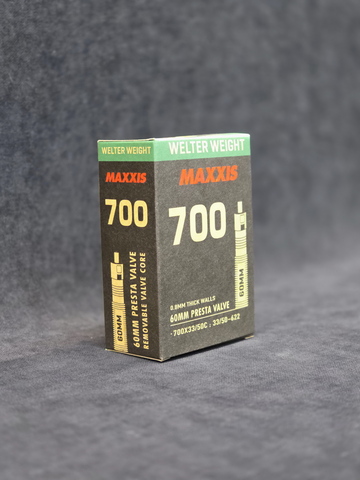 WELTER WEIGHT
MAXXIS
700
60MM PRESTA VALVE
REMOVABLE VALVE CORE
60MM
WELTER WEIGHT
MAXXIS
700
0.8MM THICK WALLS
60MM PRESTA VALVE
·700X33/50C , 33/50-622
60MM